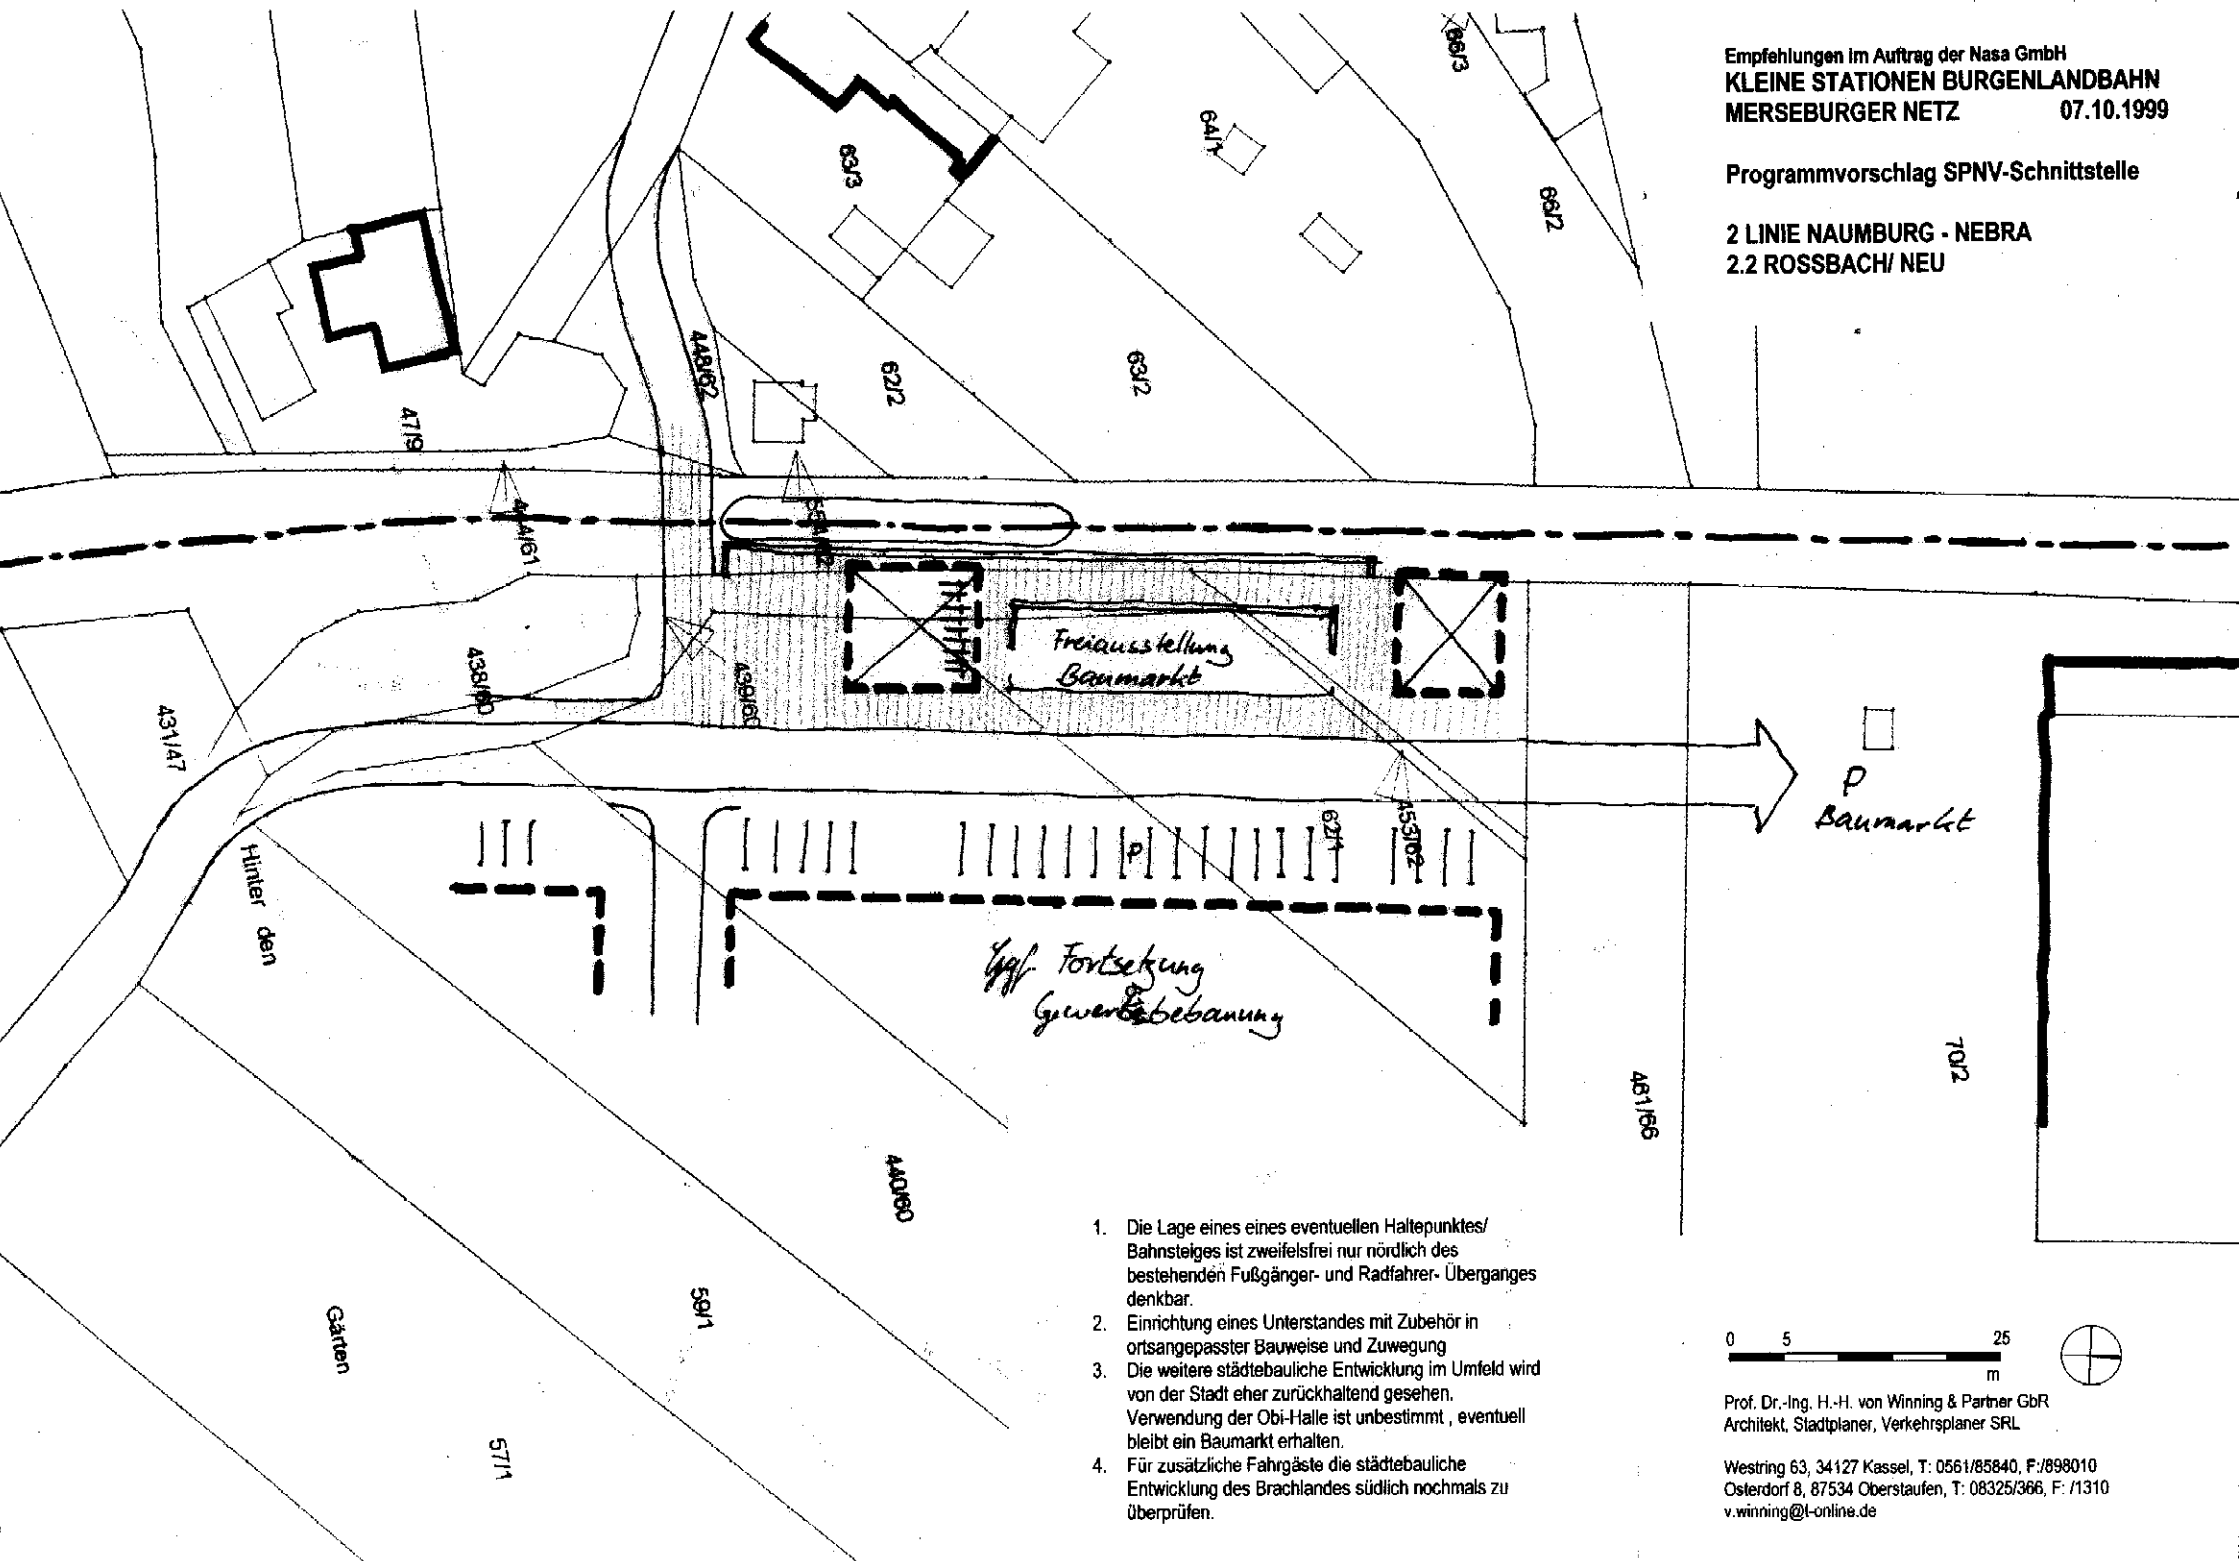 Empfehlungen im Auftrag der Nasa GmbH
KLEINE STATIONEN BURGENLANDBAHN
MERSEBURGER NETZ 07.10.1999
Programmvorschlag SPNV-Schnittstelle
2 LINIE NAUMBURG - NEBRA
2.2 ROSSBACH/ NEU
66/3
64/1
63/3
66/2
448/62
62/2
63/2
47/9
444/61
Freiausstellung
Baumarkt
438/60
439/60
431/47
P
Baumarkt
62/1
453/62
P
Hinter den
Ggf. Fortsetzung
Gewerbebebauung
70/2
461/66
440/60
59/1
Gärten
57/1
1. Die Lage eines eines eventuellen Haltepunktes/
Bahnsteiges ist zweifelsfrei nur nördlich des
bestehenden Fußgänger- und Radfahrer- Überganges
denkbar.
2. Einrichtung eines Unterstandes mit Zubehör in
ortsangepasster Bauweise und Zuwegung
3. Die weitere städtebauliche Entwicklung im Umfeld wird
von der Stadt eher zurückhaltend gesehen.
Verwendung der Obi-Halle ist unbestimmt , eventuell
bleibt ein Baumarkt erhalten.
4. Für zusätzliche Fahrgäste die städtebauliche
Entwicklung des Brachlandes südlich nochmals zu
überprüfen.
0 5 25
m
Prof. Dr.-Ing. H.-H. von Winning & Partner GbR
Architekt, Stadtplaner, Verkehrsplaner SRL
Westring 63, 34127 Kassel, T: 0561/85840, F:/898010
Osterdorf 8, 87534 Oberstaufen, T: 08325/366, F: /1310
v.winning@t-online.de